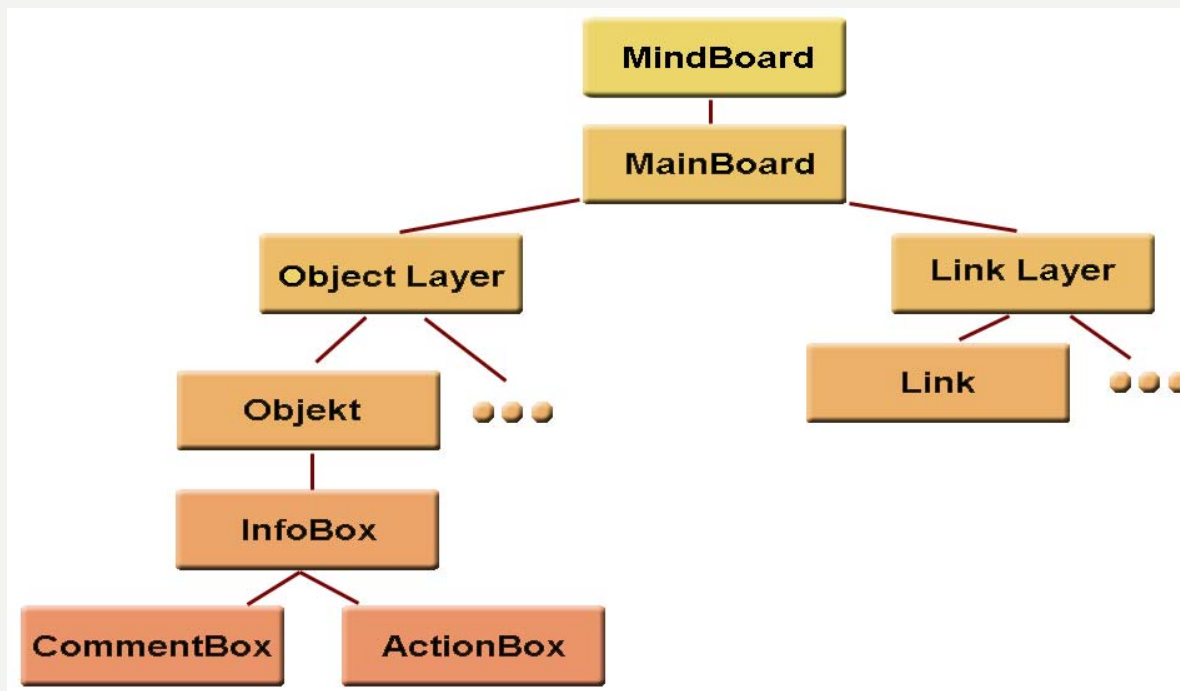 MindBoard
MainBoard
Object Layer
Link Layer
Objekt
Link
InfoBox
CommentBox
ActionBox